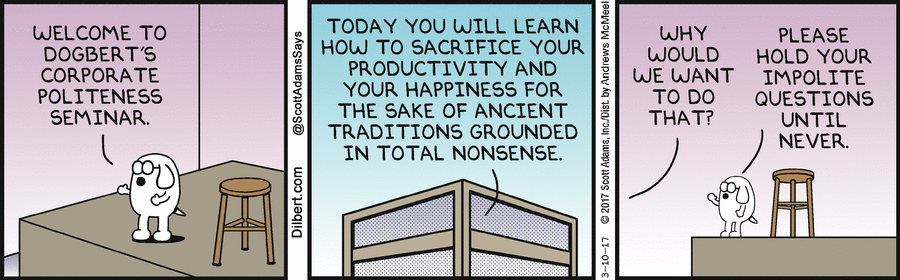 WELCOME TO
DOGBERT'S
CORPORATE
POLITENESS
SEMINAR.
Dilbert.com @ScottAdamsSays
TODAY YOU WILL LEARN
HOW TO SACRIFICE YOUR
PRODUCTIVITY AND
YOUR HAPPINESS FOR
THE SAKE OF ANCIENT
TRADITIONS GROUNDED
IN TOTAL NONSENSE.
3-10-17 © 2017 Scott Adams, Inc./Dist. by Andrews McMeel
WHY
WOULD
WE WANT
TO DO
THAT?
PLEASE
HOLD YOUR
IMPOLITE
QUESTIONS
UNTIL
NEVER.